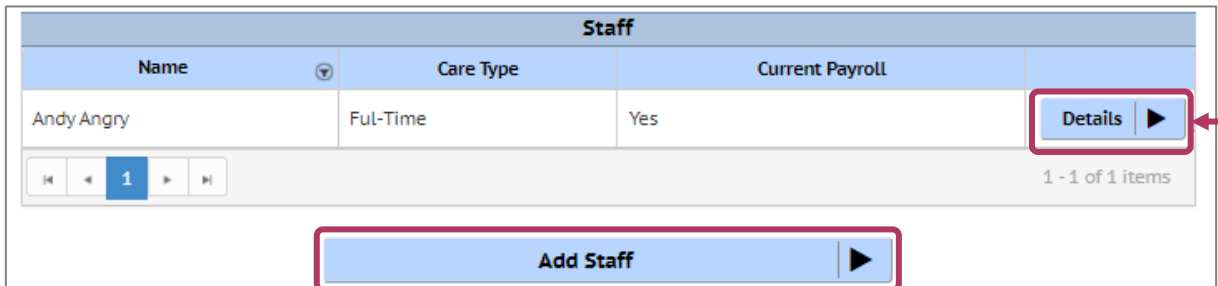 Staff
Name Care Type Current Payroll
Andy Angry Ful-Time Yes Details
1 1 - 1 of 1 items
Add Staff